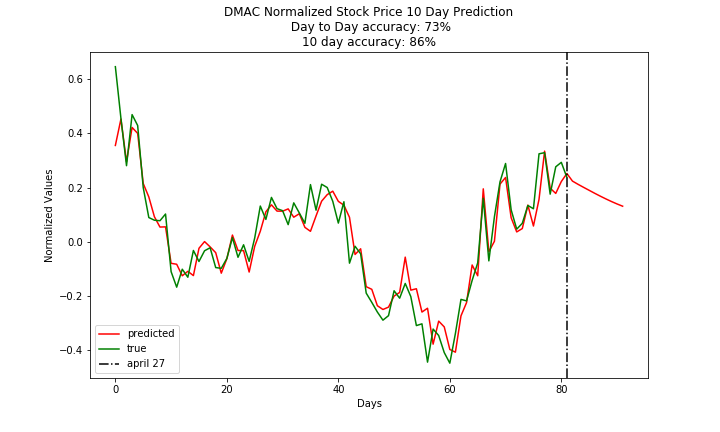 DMAC Normalized Stock Price 10 Day Prediction
Day to Day accuracy: 73%
10 day accuracy: 86%
Normalized Values
0.6
0.4
0.2
0.0
−0.2
−0.4
predicted
true
april 27
0
20
40
60
80
Days